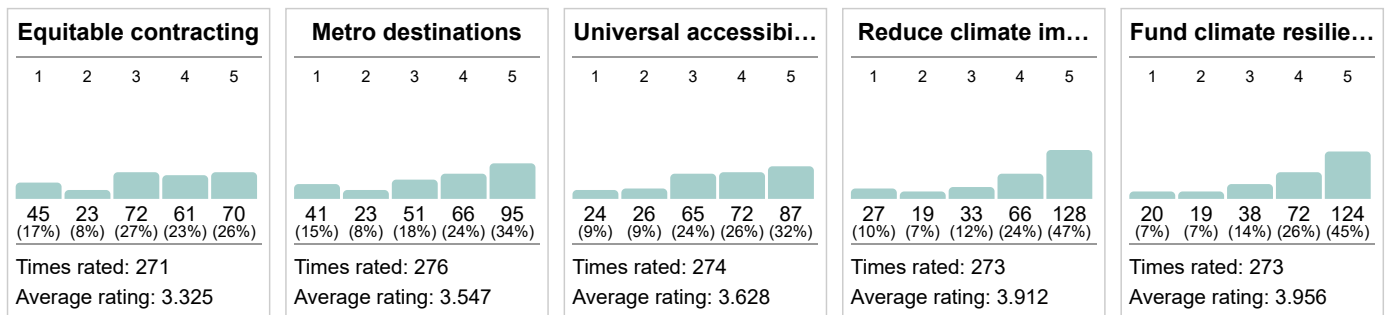 Equitable contracting
1 2 3 4 5
45 23 72 61 70
(17%) (8%) (27%) (23%) (26%)
Times rated: 271
Average rating: 3.325
Metro destinations
1 2 3 4 5
41 23 51 66 95
(15%) (8%) (18%) (24%) (34%)
Times rated: 276
Average rating: 3.547
Universal accessibi...
1 2 3 4 5
24 26 65 72 87
(9%) (9%) (24%) (26%) (32%)
Times rated: 274
Average rating: 3.628
Reduce climate im...
1 2 3 4 5
27 19 33 66 128
(10%) (7%) (12%) (24%) (47%)
Times rated: 273
Average rating: 3.912
Fund climate resilie...
1 2 3 4 5
20 19 38 72 124
(7%) (7%) (14%) (26%) (45%)
Times rated: 273
Average rating: 3.956